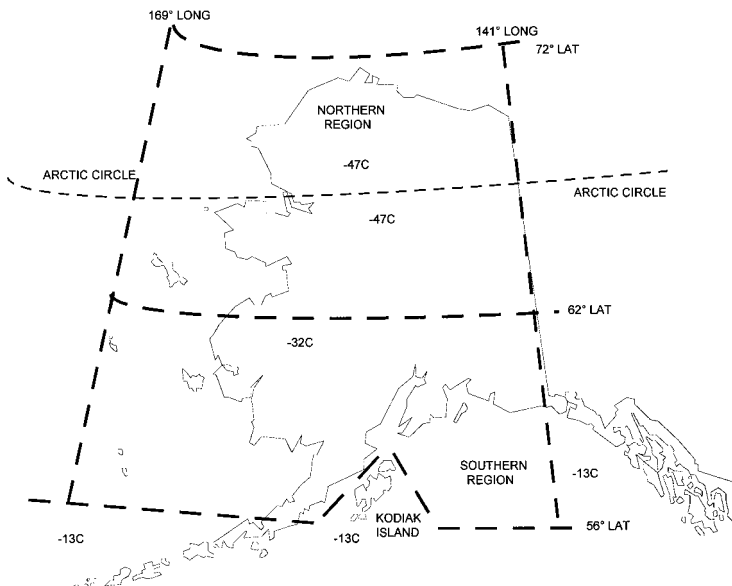 169° LONG
141° LONG
72° LAT
NORTHERN
REGION
-47C
ARCTIC CIRCLE
ARCTIC CIRCLE
-47C
62° LAT
-32C
SOUTHERN
REGION
-13C
KODIAK
ISLAND
56° LAT
-13C
-13C